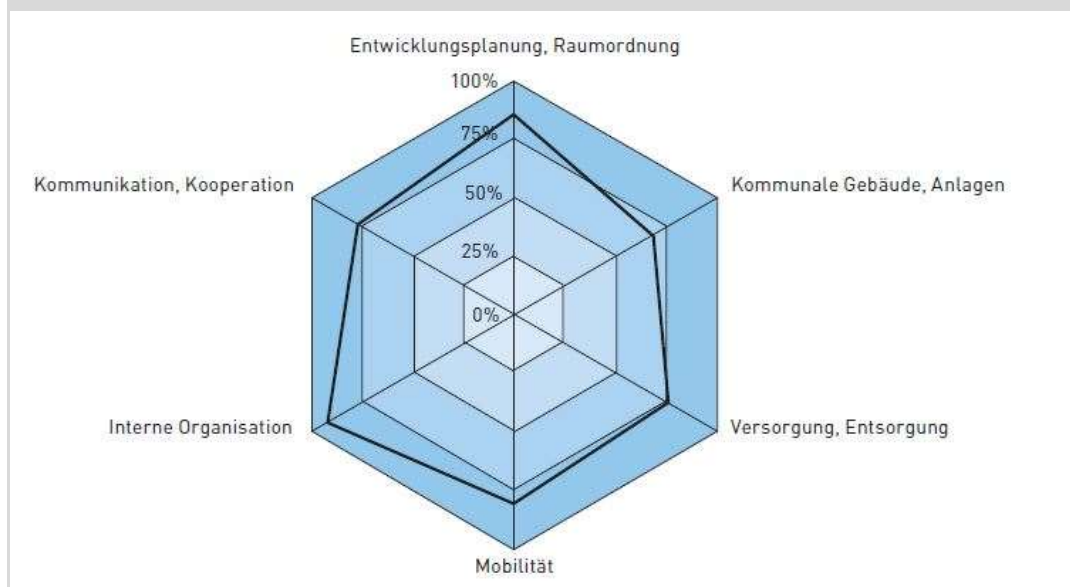 Entwicklungsplanung, Raumordnung
100%
75%
Kommunikation, Kooperation
Kommunale Gebäude, Anlagen
50%
25%
0%
Interne Organisation
Versorgung, Entsorgung
Mobilität